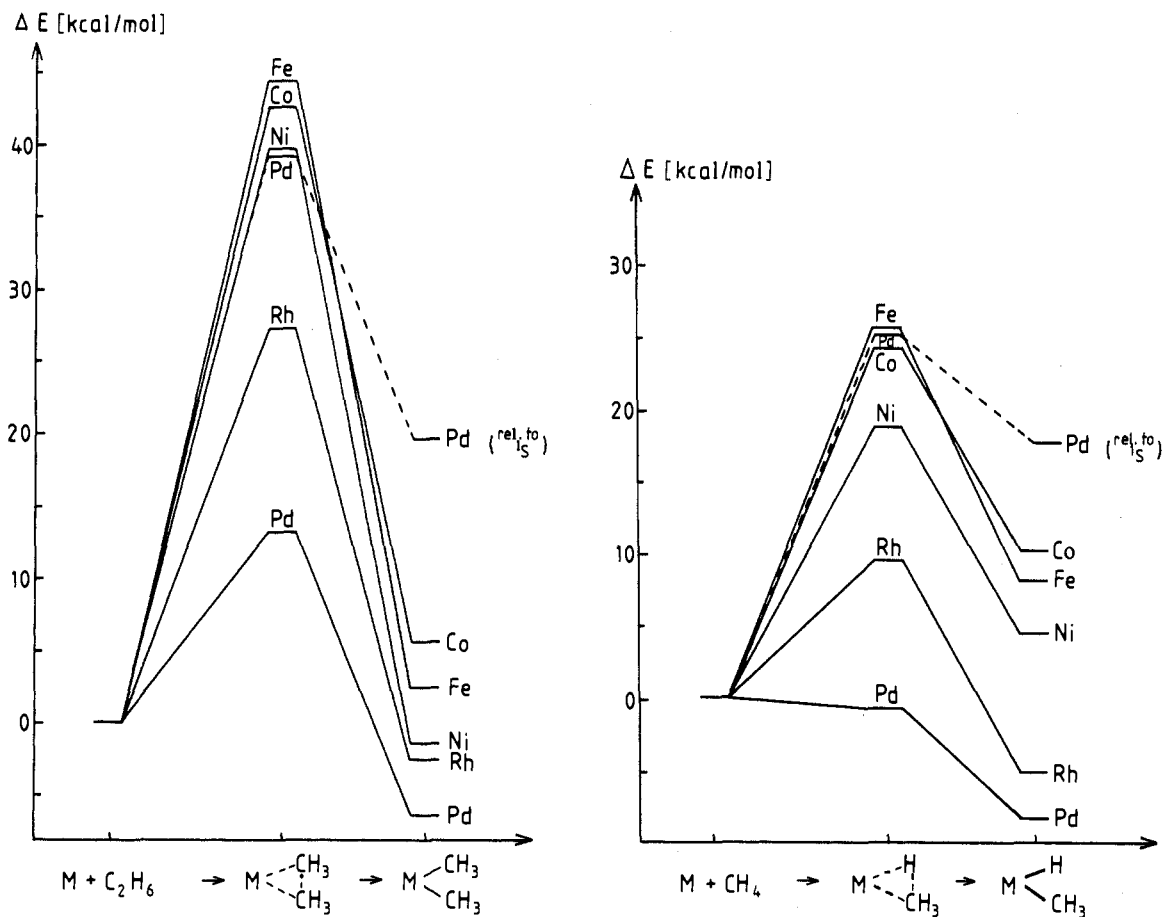 Δ E [kcal/mol]
Fe
Co
40
Ni
Pd
30
Rh
20
Pd (rel. to ¹S)
Pd
10
Co
Fe
0
Ni
Rh
Pd
M + C₂H₆ → M CH₃ CH₃ → M CH₃ CH₃
Δ E [kcal/mol]
30
Fe
Pd
Co
20
Ni
Pd (rel. to ¹S)
10
Rh
Co
Fe
Ni
0
Pd
Rh
Pd
M + CH₄ → M H CH₃ → M H CH₃